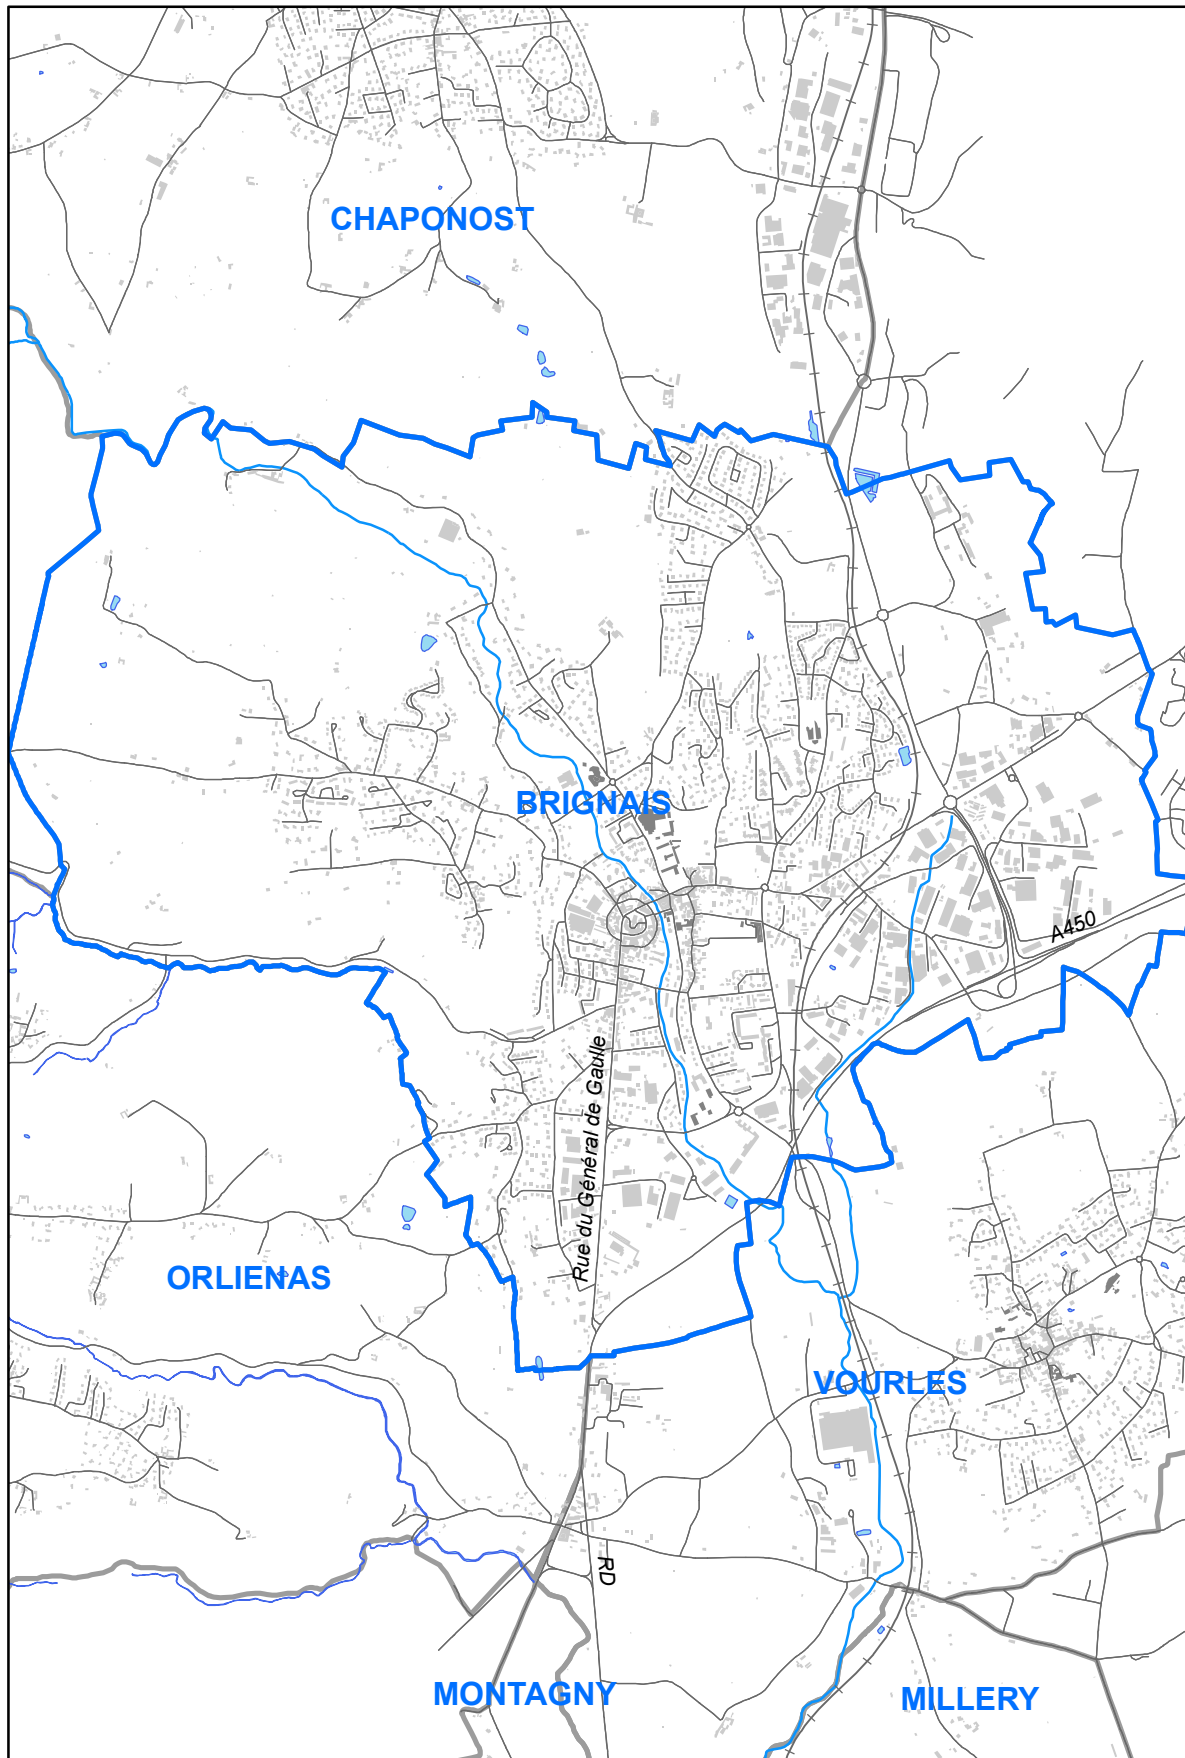 CHAPONOST
BRIGNAIS
A450
Rue du Général de Gaulle
ORLIENAS
VOURLES
RD
MONTAGNY
MILLERY